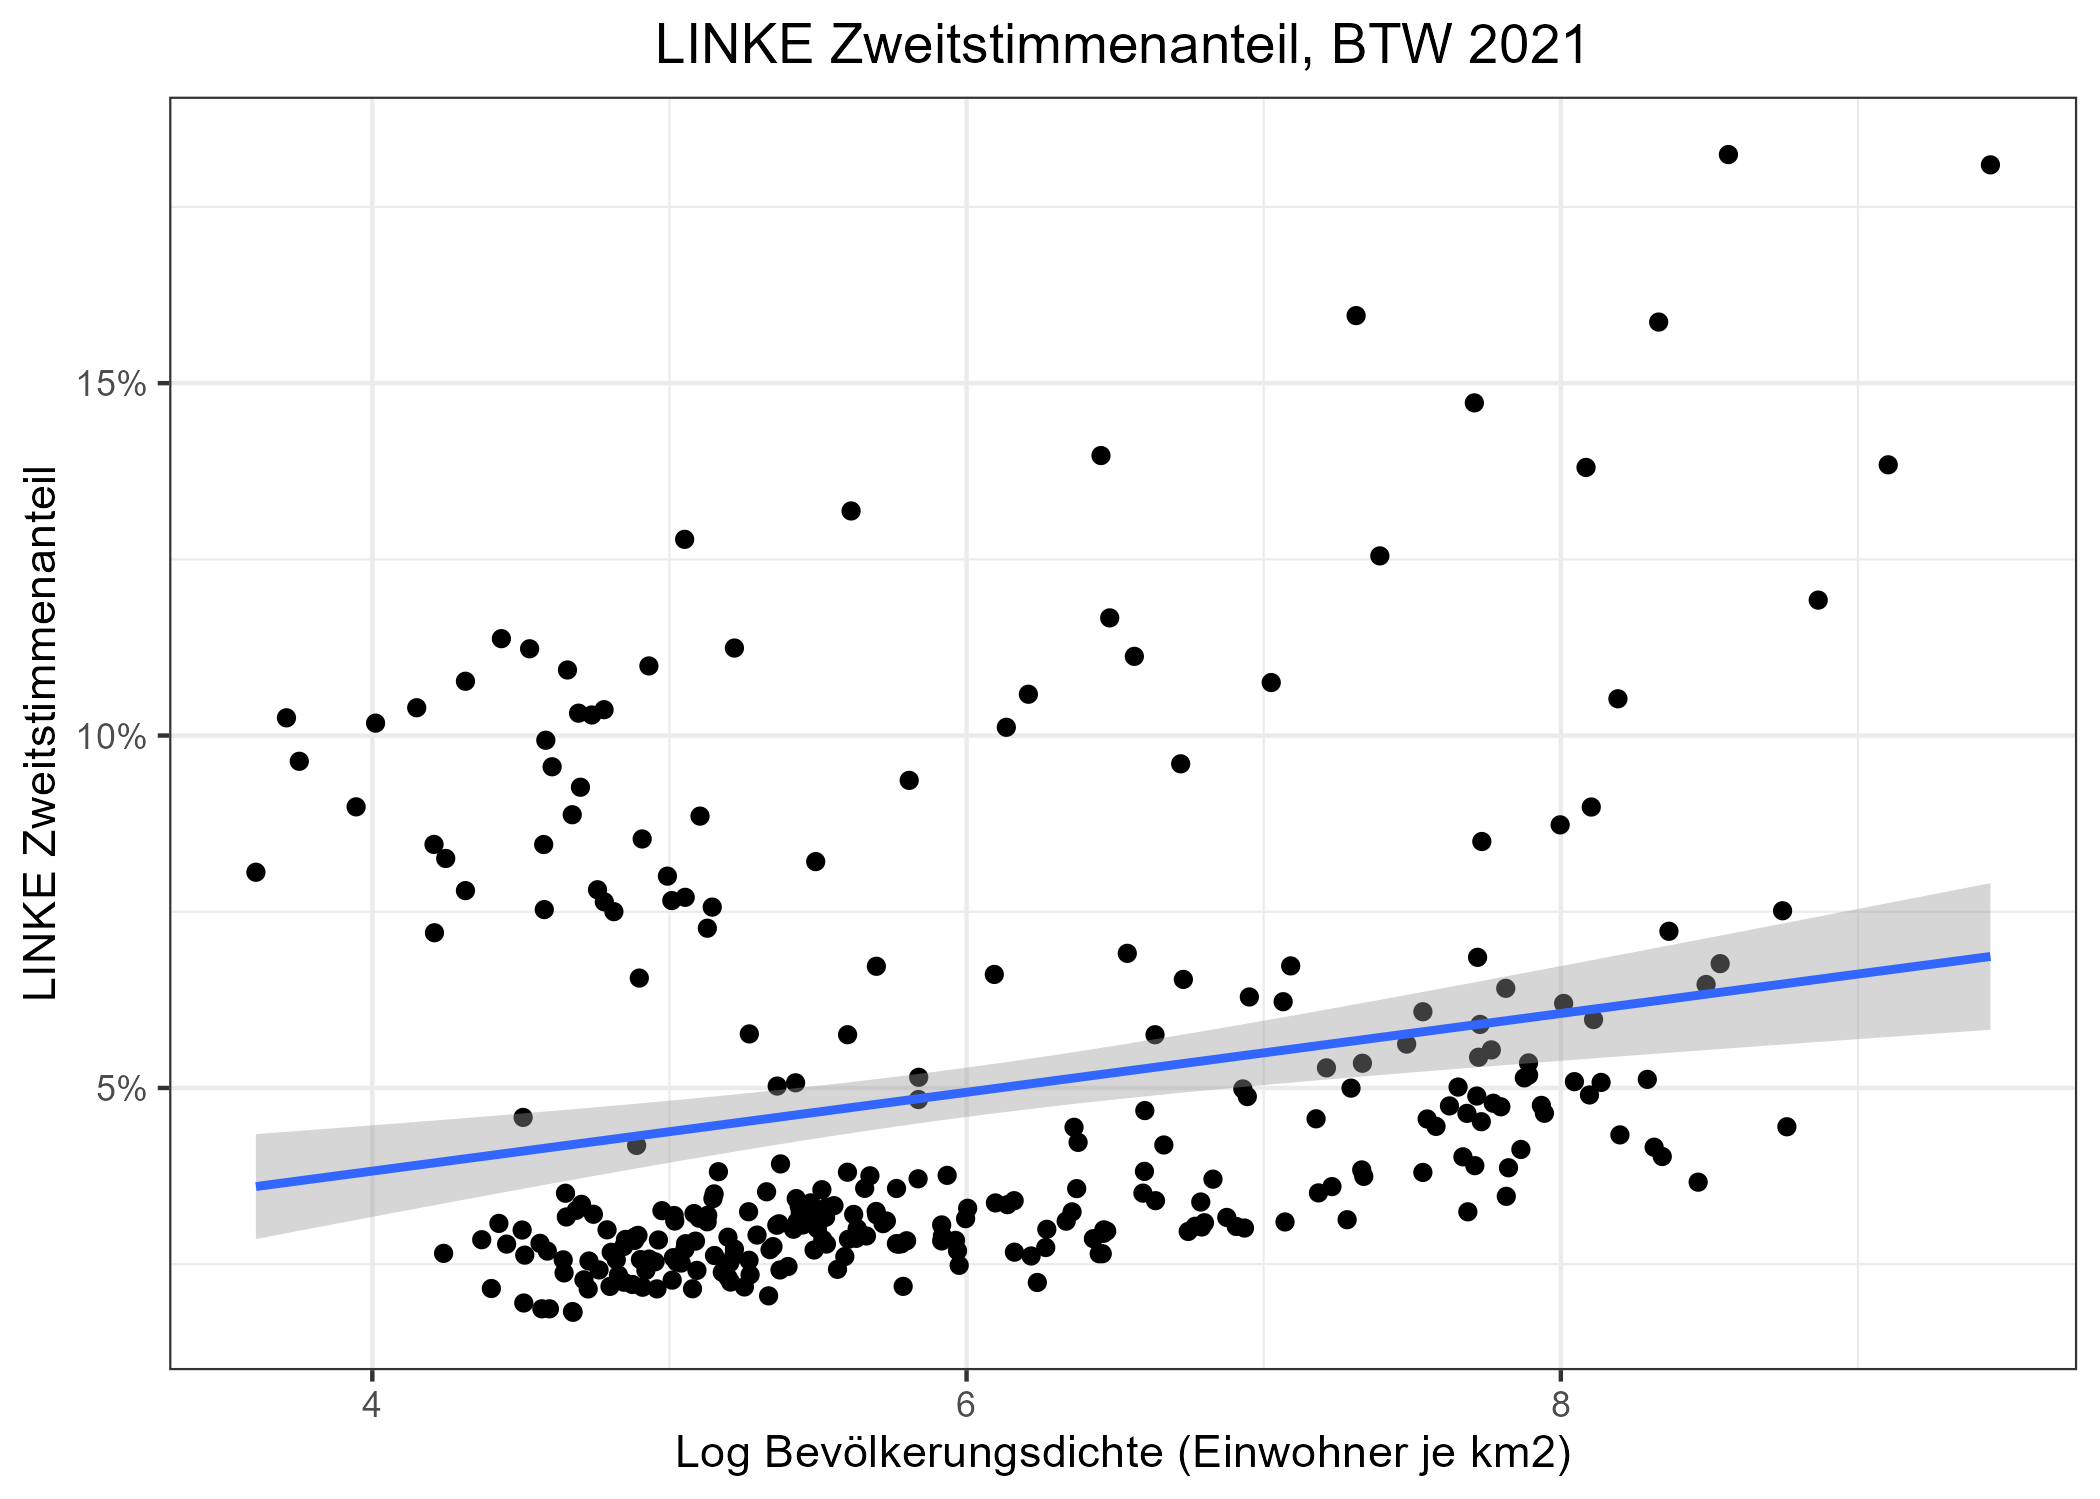 LINKE Zweitstimmenanteil, BTW 2021
LINKE Zweitstimmenanteil
15%
10%
5%
4
6
8
Log Bevölkerungsdichte (Einwohner je km2)